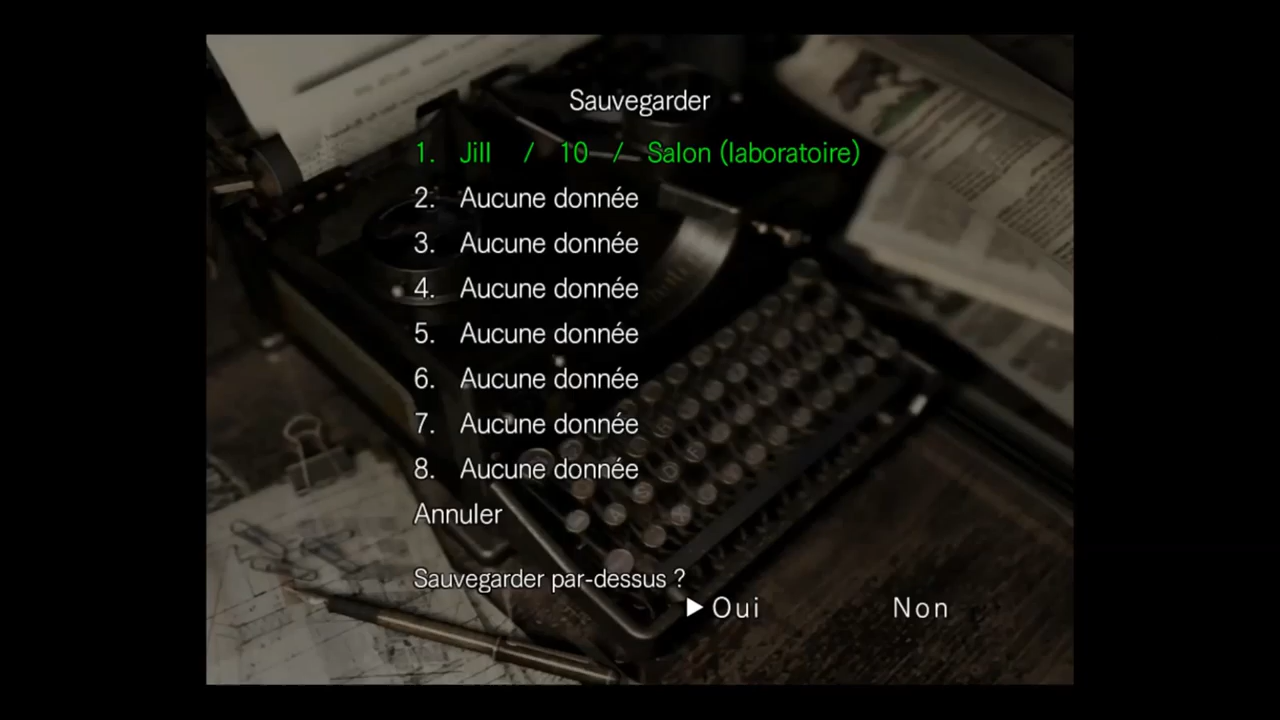 Sauvegarder
1. Jill / 10 / Salon (laboratoire)
2. Aucune donnée
3. Aucune donnée
4. Aucune donnée
5. Aucune donnée
6. Aucune donnée
7. Aucune donnée
8. Aucune donnée
Annuler
Sauvegarder par-dessus ?
▶Oui Non